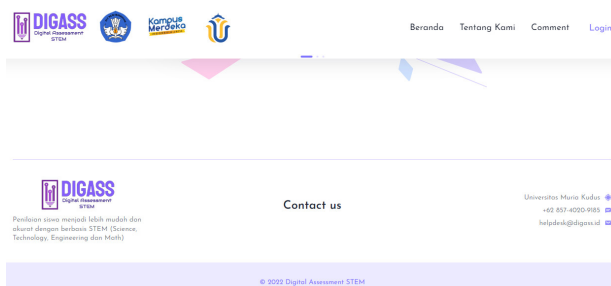 DIGASS
Digital Assessment
STEM
Kampus
Merdeka
Beranda
Tentang Kami
Comment
Login
DIGASS
Digital Assessment
STEM
Penilaian siswa menjadi lebih mudah dan
akurat dengan berbasis STEM (Science,
Technology, Engineering dan Math)
Contact us
Universitas Muria Kudus
+62 857-4020-9185
helpdesk@digass.id
© 2022 Digital Assessment STEM